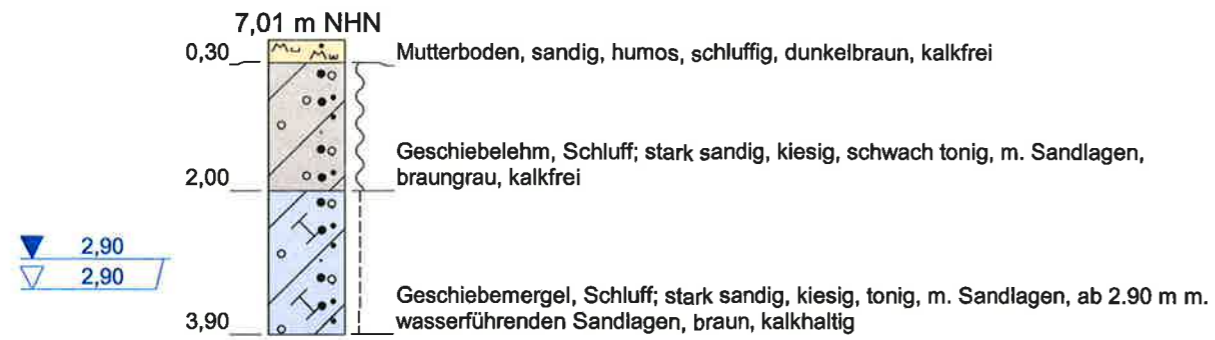 7,01 m NHN
0,30
Mu Mu
Mutterboden, sandig, humos, schluffig, dunkelbraun, kalkfrei
Geschiebelehm, Schluff; stark sandig, kiesig, schwach tonig, m. Sandlagen,
2,00
braungrau, kalkfrei
2,90
2,90
Geschiebemergel, Schluff; stark sandig, kiesig, tonig, m. Sandlagen, ab 2.90 m m.
3,90
wasserführenden Sandlagen, braun, kalkhaltig